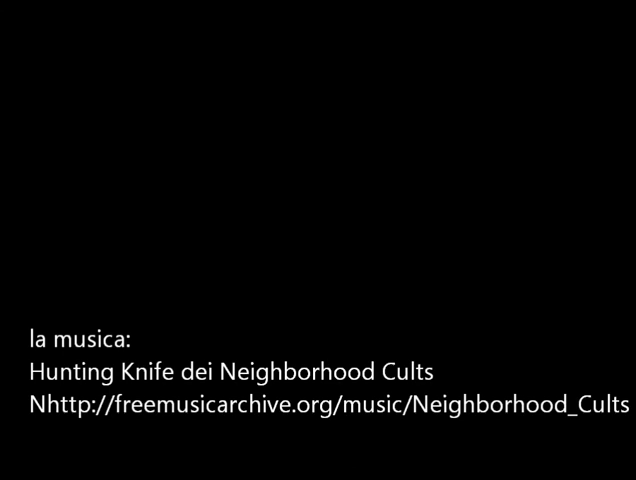 la musica:
Hunting Knife dei Neighborhood Cults
Nhttp://freemusicarchive.org/music/Neighborhood_Cults